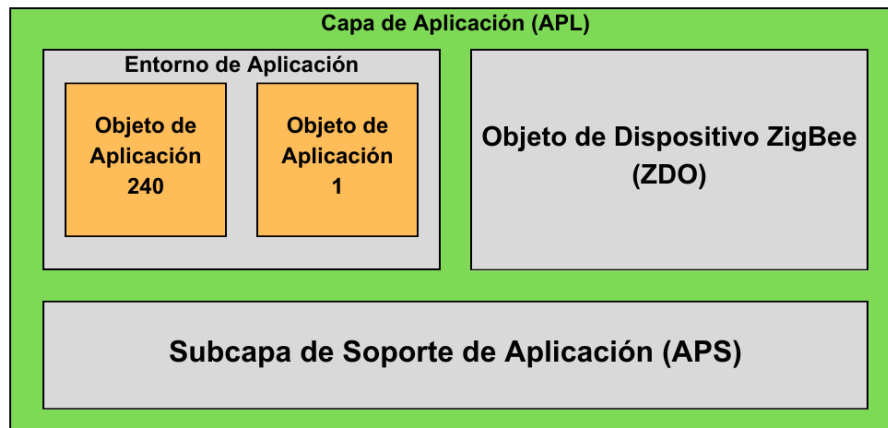 Capa de Aplicación (APL)
Entorno de Aplicación
Objeto de
Aplicación
240
Objeto de
Aplicación
1
Objeto de Dispositivo ZigBee
(ZDO)
Subcapa de Soporte de Aplicación (APS)